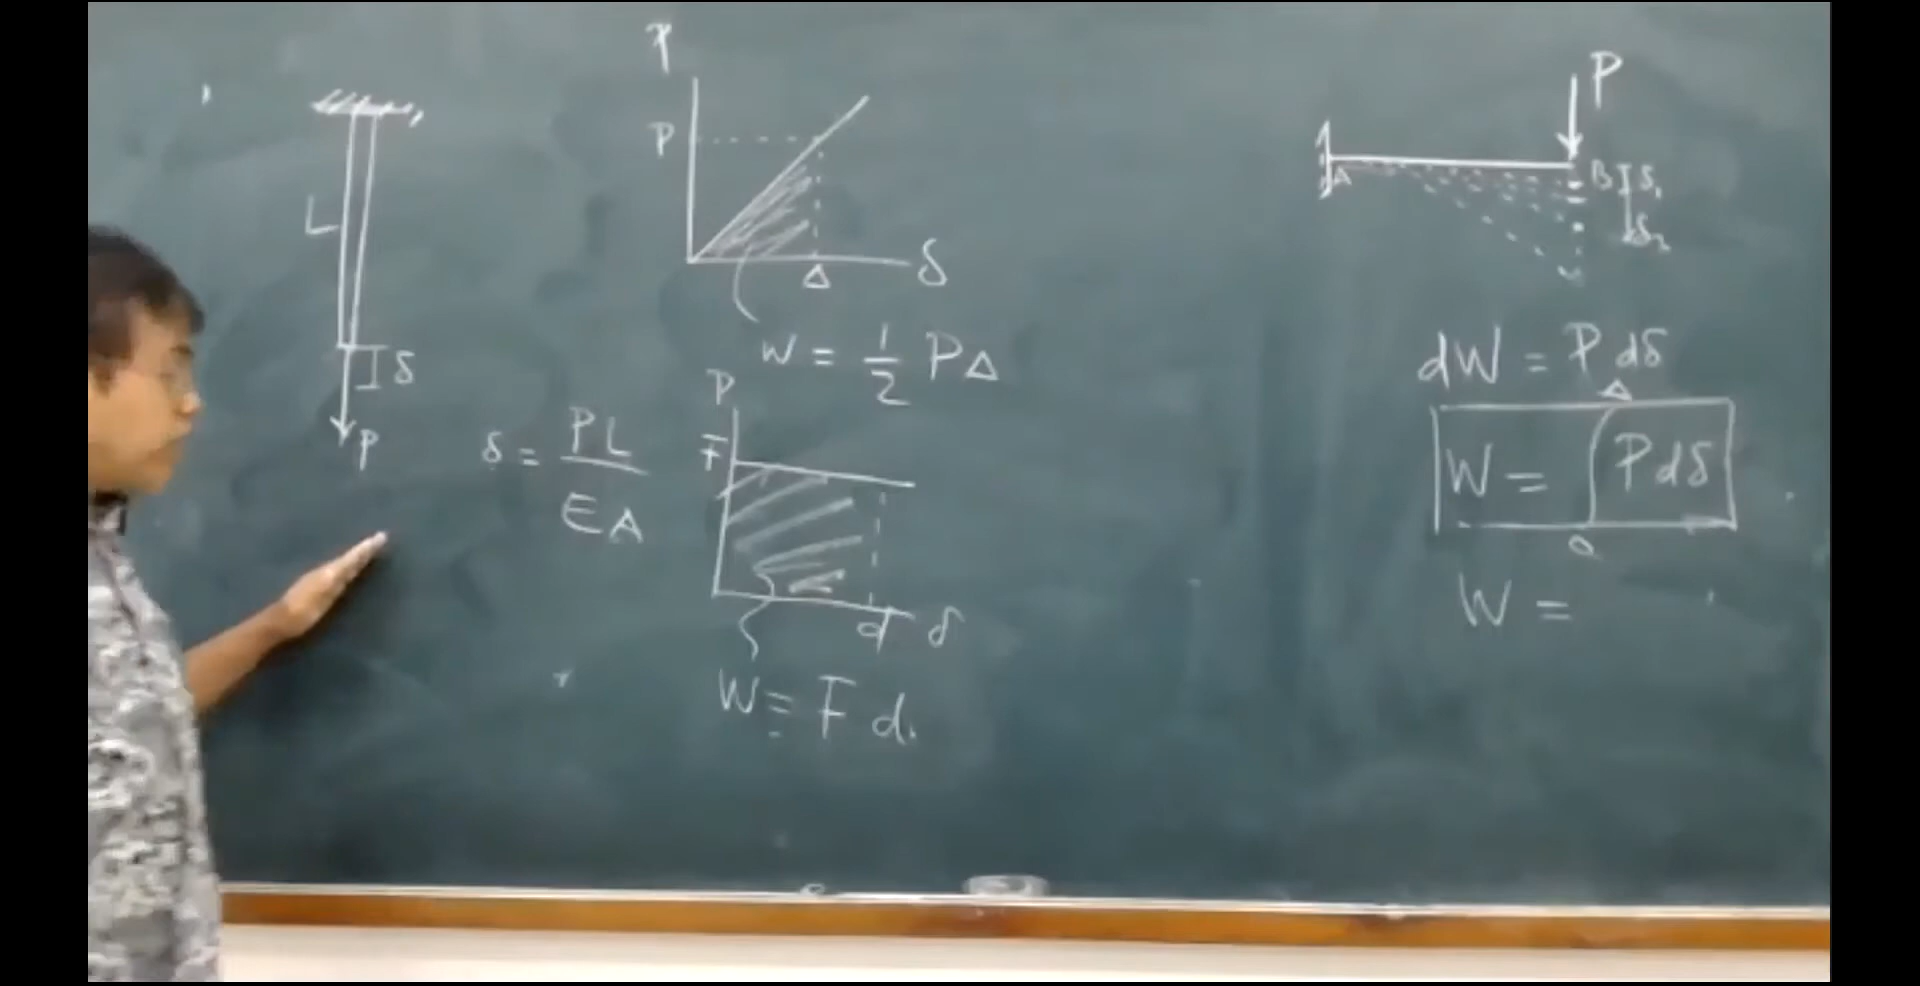 L
δ
P
δ = PL / EA
P
P
Δ
δ
W = 1/2 PΔ
P
F
d
δ
W = F d
P
A
B
δ₁
δ₂
dW = P dδ
W = ∫₀^Δ P dδ
W =